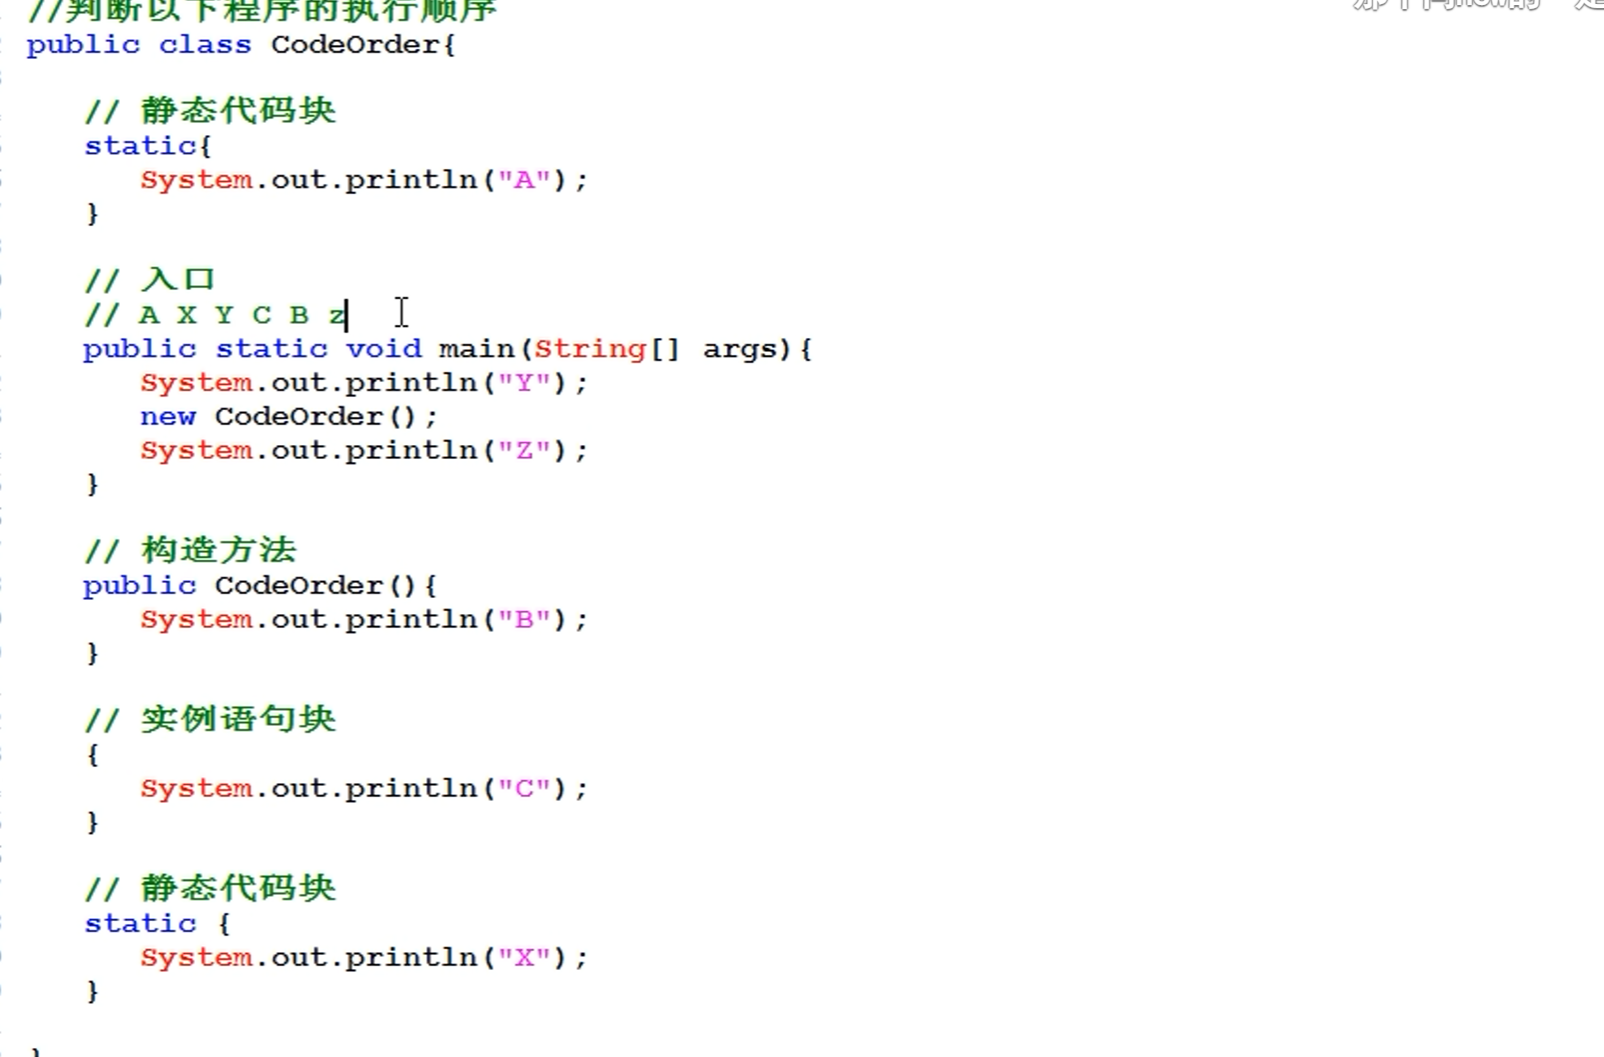 //判断以下程序的执行顺序
public class CodeOrder{
// 静态代码块
static{
System.out.println("A");
}
// 入口
// A X Y C B z
public static void main(String[] args){
System.out.println("Y");
new CodeOrder();
System.out.println("Z");
}
// 构造方法
public CodeOrder(){
System.out.println("B");
}
// 实例语句块
{
System.out.println("C");
}
// 静态代码块
static {
System.out.println("X");
}
}